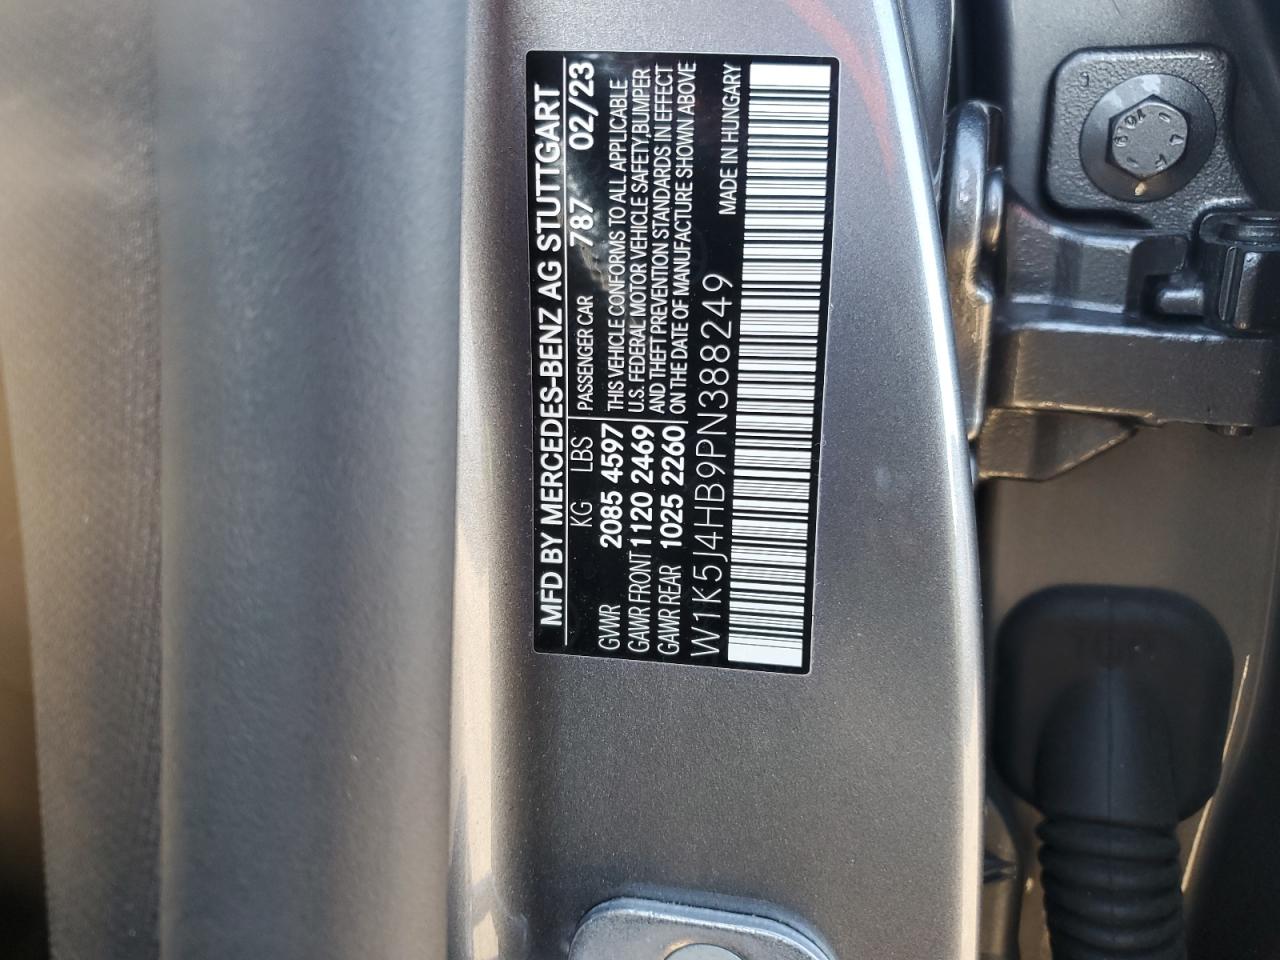 MFD BY MERCEDES-BENZ AG STUTTGART
KG LBS PASSENGER CAR 787 02/23
GVWR 2085 4597 THIS VEHICLE CONFORMS TO ALL APPLICABLE
GAWR FRONT 1120 2469 U.S. FEDERAL MOTOR VEHICLE SAFETY,BUMPER
GAWR REAR 1025 2260 AND THEFT PREVENTION STANDARDS IN EFFECT
ON THE DATE OF MANUFACTURE SHOWN ABOVE
W1K5J4HB9PN388249 MADE IN HUNGARY